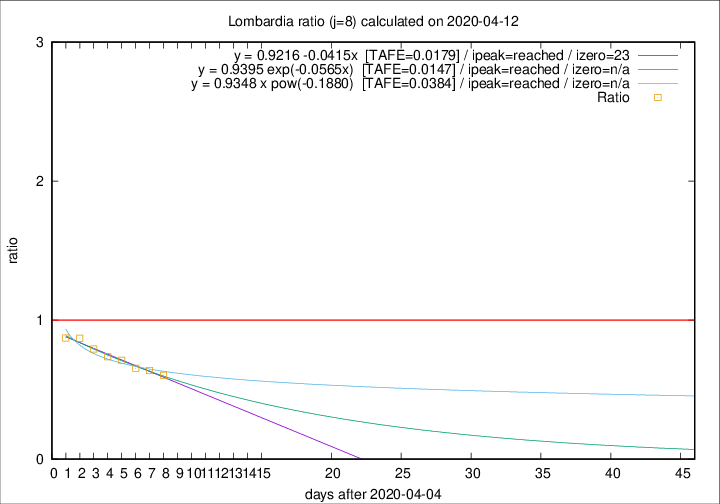 Lombardia ratio (j=8) calculated on 2020-04-12
y = 0.9216 -0.0415x [TAFE=0.0179] / ipeak=reached / izero=23
y = 0.9395 exp(-0.0565x) [TAFE=0.0147] / ipeak=reached / izero=n/a
y = 0.9348 x pow(-0.1880) [TAFE=0.0384] / ipeak=reached / izero=n/a
Ratio
3
2
1
0
ratio
0 1 2 3 4 5 6 7 8 9 10 11 12 13 14 15 20 25 30 35 40 45
days after 2020-04-04